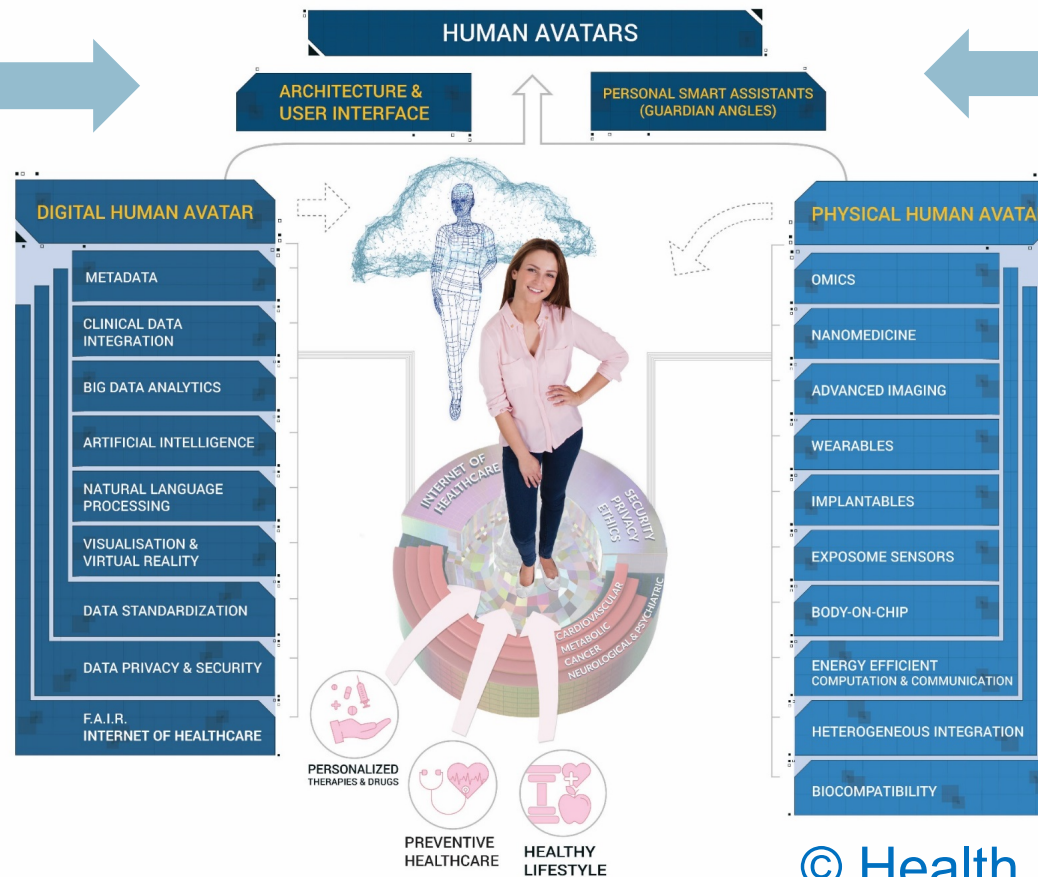 HUMAN AVATARS
ARCHITECTURE &
USER INTERFACE
PERSONAL SMART ASSISTANTS
(GUARDIAN ANGLES)
DIGITAL HUMAN AVATAR
METADATA
CLINICAL DATA
INTEGRATION
BIG DATA ANALYTICS
ARTIFICIAL INTELLIGENCE
NATURAL LANGUAGE
PROCESSING
VISUALISATION &
VIRTUAL REALITY
DATA STANDARDIZATION
DATA PRIVACY & SECURITY
F.A.I.R.
INTERNET OF HEALTHCARE
INTERNET OF
HEALTHCARE
SECURITY
PRIVACY
ETHICS
CARDIOVASCULAR
METABOLIC
CANCER
NEUROLOGICAL & PSYCHIATRIC
PERSONALIZED
THERAPIES & DRUGS
PREVENTIVE
HEALTHCARE
HEALTHY
LIFESTYLE
PHYSICAL HUMAN AVATA
OMICS
NANOMEDICINE
ADVANCED IMAGING
WEARABLES
IMPLANTABLES
EXPOSOME SENSORS
BODY-ON-CHIP
ENERGY EFFICIENT
COMPUTATION & COMMUNICATION
HETEROGENEOUS INTEGRATION
BIOCOMPATIBILITY
© Health